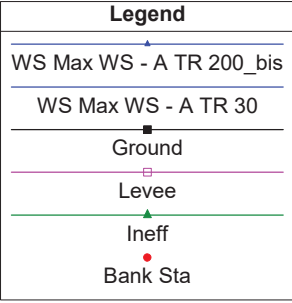 Legend
WS Max WS - A TR 200_bis
WS Max WS - A TR 30
Ground
Levee
Ineff
Bank Sta